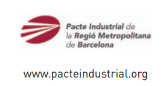 Pacte Industrial de
la Regió Metropolitana
de Barcelona
www.pacteindustrial.org